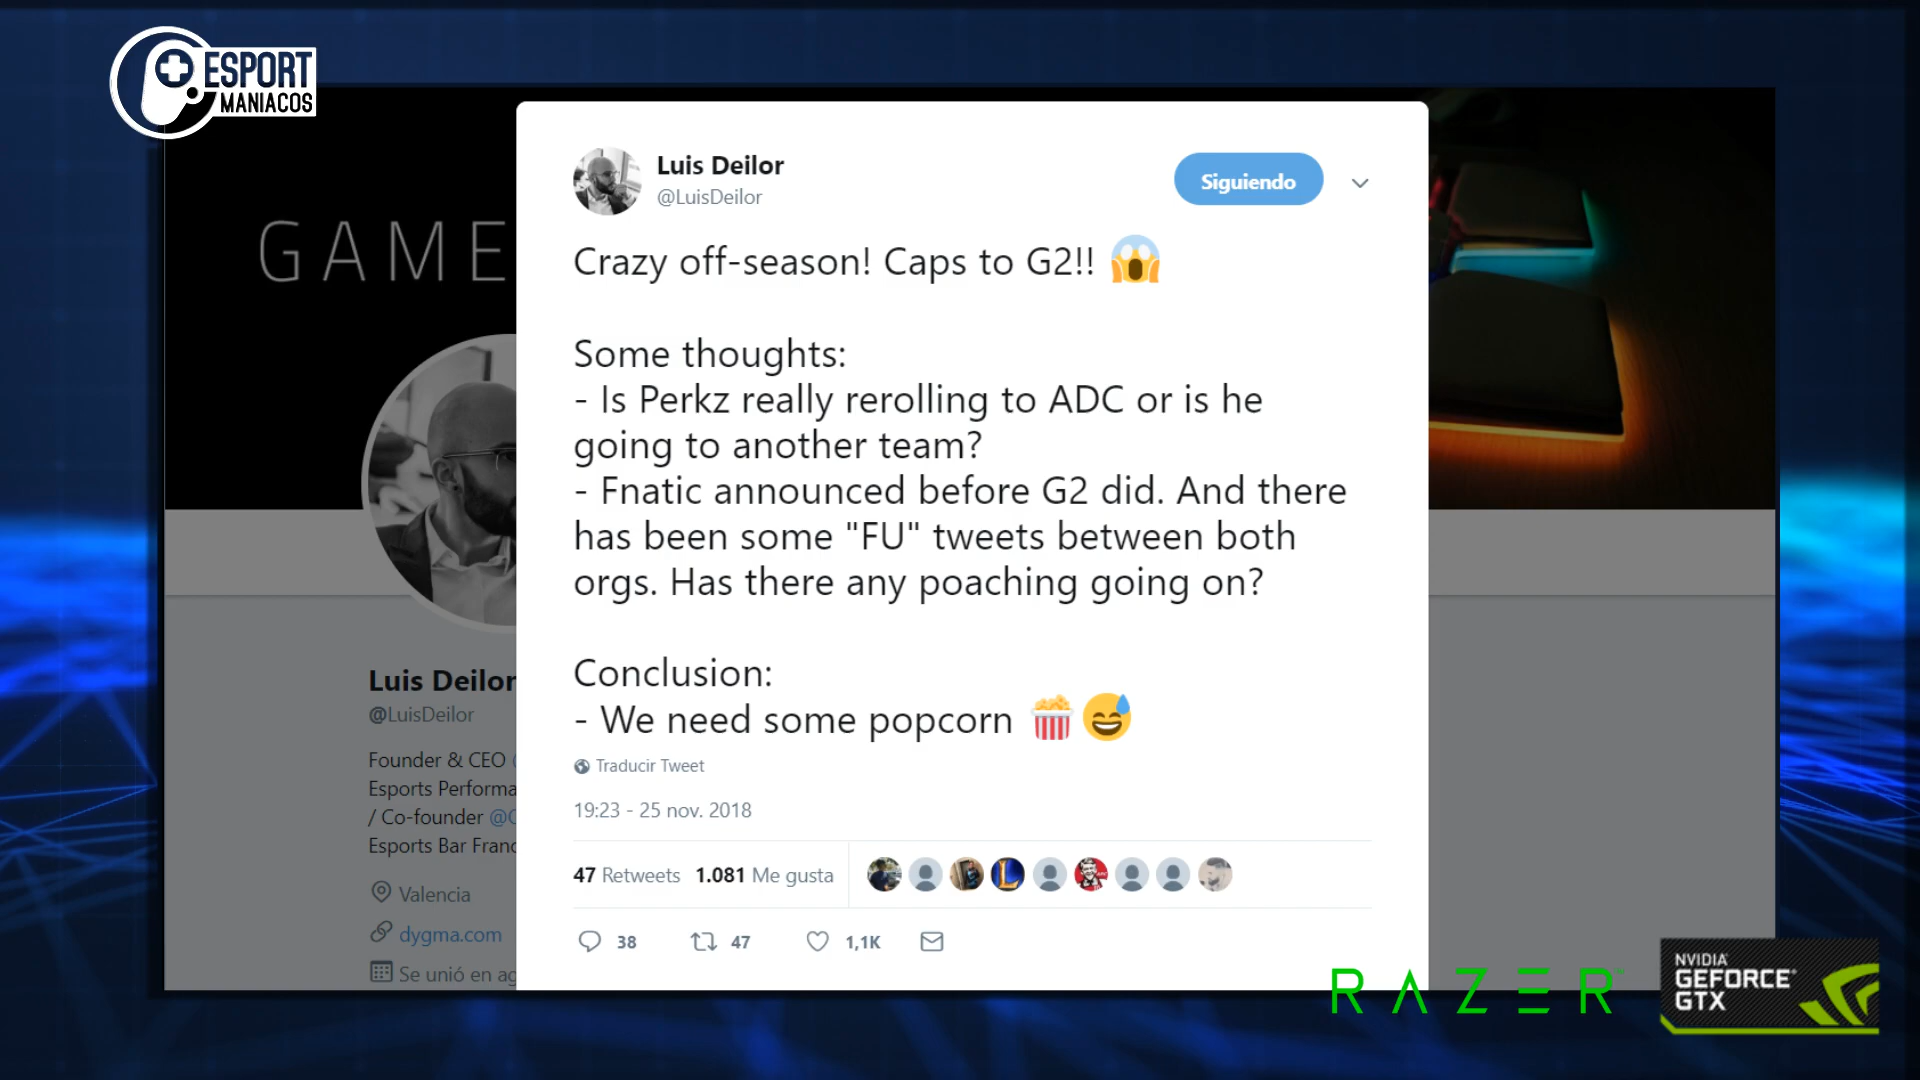 ESPORT
MANIACOS
GAME
Luis Deilor
@LuisDeilor
Siguiendo
Crazy off-season! Caps to G2!! 😱
Some thoughts:
- Is Perkz really rerolling to ADC or is he
going to another team?
- Fnatic announced before G2 did. And there
has been some "FU" tweets between both
orgs. Has there any poaching going on?
Conclusion:
- We need some popcorn 🍿😅
Traducir Tweet
19:23 - 25 nov. 2018
47 Retweets 1.081 Me gusta
38 47 1,1K
Luis Deilor
@LuisDeilor
Founder & CEO
Esports Performa
/ Co-founder @
Esports Bar Franc
Valencia
dygma.com
Se unió en ag
RAZER™
NVIDIA
GEFORCE
GTX